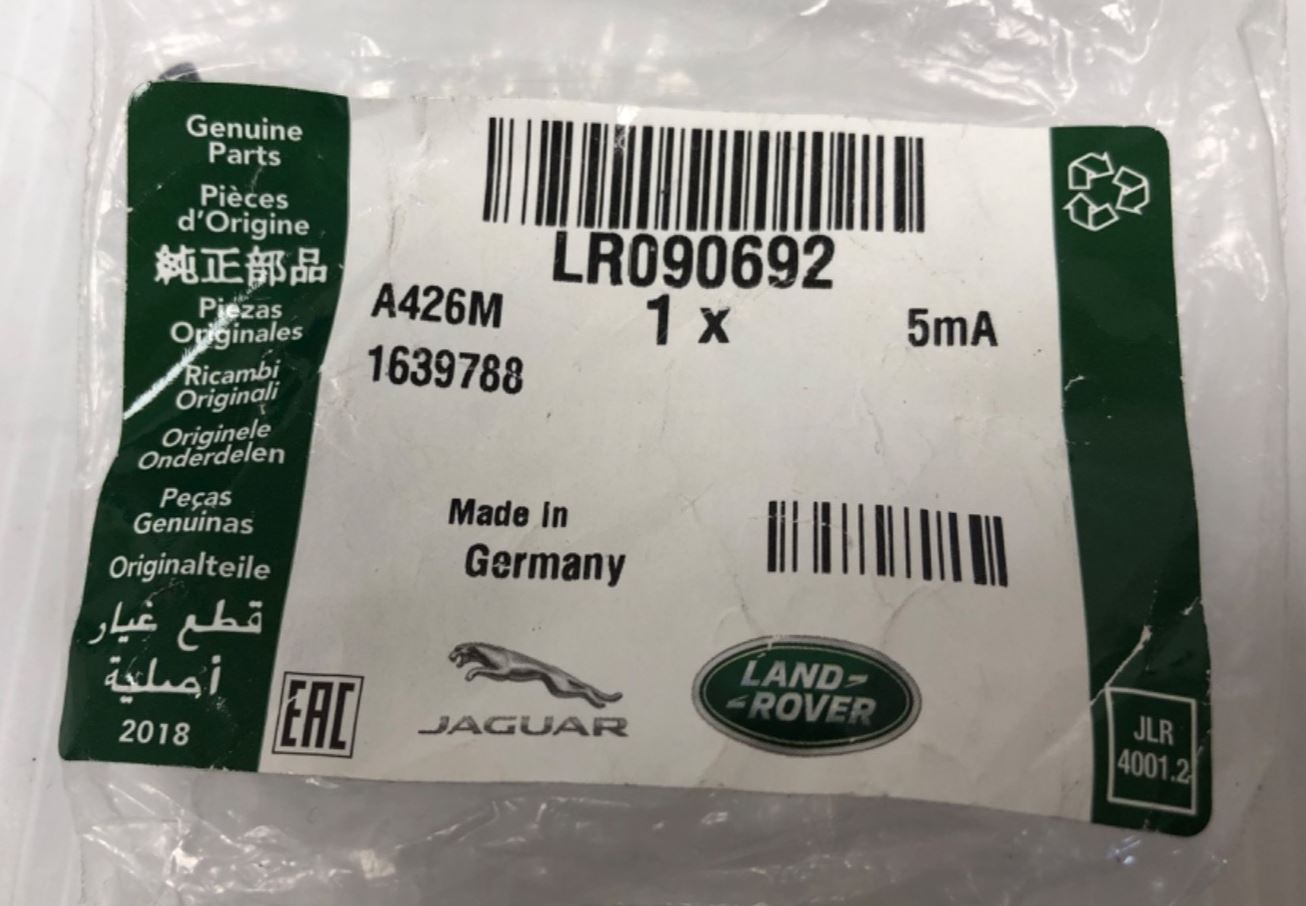 Genuine
Parts
Pièces
d'Origine
純正部品
Piezas
Originales
Ricambi
Originali
Originele
Onderdelen
Peças
Genuinas
Originalteile
قطع غيار
أصلية
2018
LR090692
A426M 1 x 5mA
1639788
Made in
Germany
EAC
JAGUAR
LAND-
-ROVER
JLR
4001.2